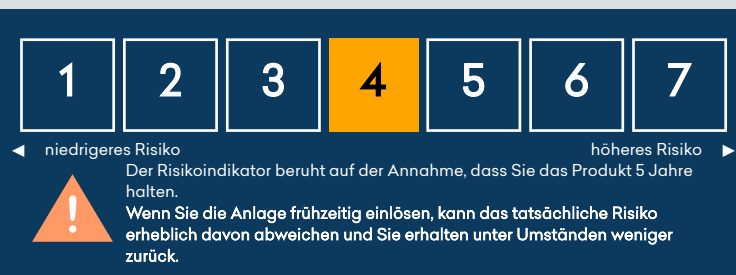 1 2 3 4 5 6 7
◄ niedrigeres Risiko höheres Risiko ►
Der Risikoindikator beruht auf der Annahme, dass Sie das Produkt 5 Jahre
halten.
Wenn Sie die Anlage frühzeitig einlösen, kann das tatsächliche Risiko
erheblich davon abweichen und Sie erhalten unter Umständen weniger
zurück.